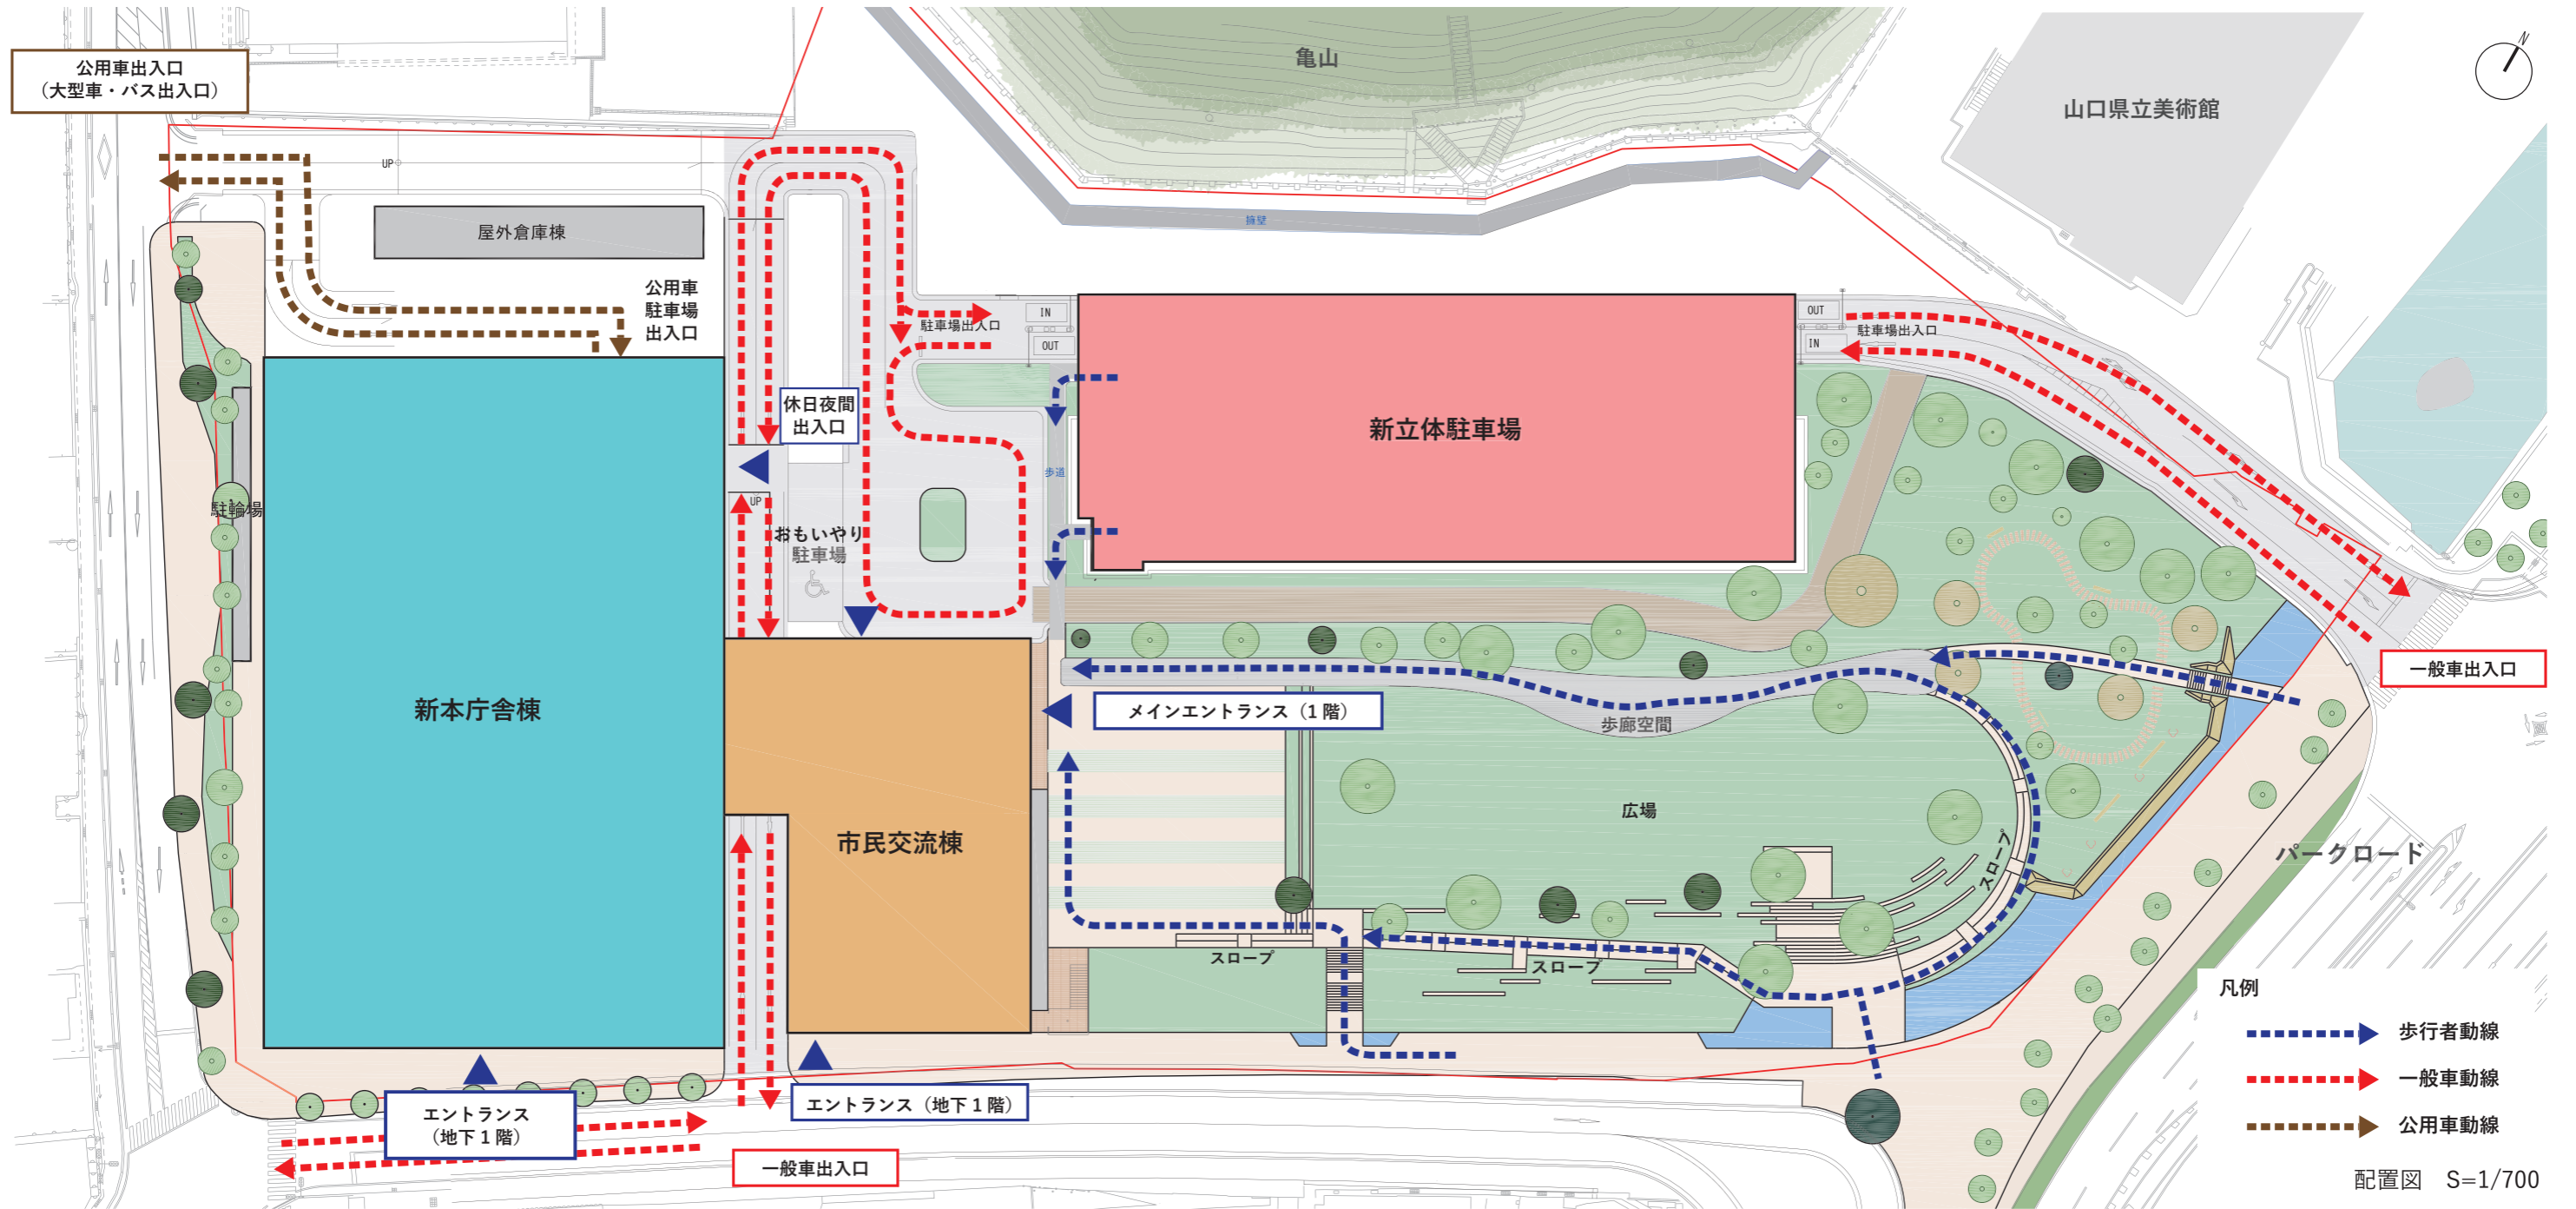 公用車出入口
（大型車・バス出入口）
亀山
N
山口県立美術館
UP
屋外倉庫棟
擁壁
公用車
駐車場
出入口
駐車場出入口
IN
OUT
OUT
IN
駐車場出入口
休日夜間
出入口
新立体駐車場
歩道
駐輪場
UP
おもいやり
駐車場
一般車出入口
新本庁舎棟
メインエントランス（1階）
歩廊空間
広場
市民交流棟
スロープ
パークロード
スロープ
スロープ
凡例
歩行者動線
一般車動線
公用車動線
エントランス
（地下1階）
エントランス（地下1階）
一般車出入口
配置図 S=1/700